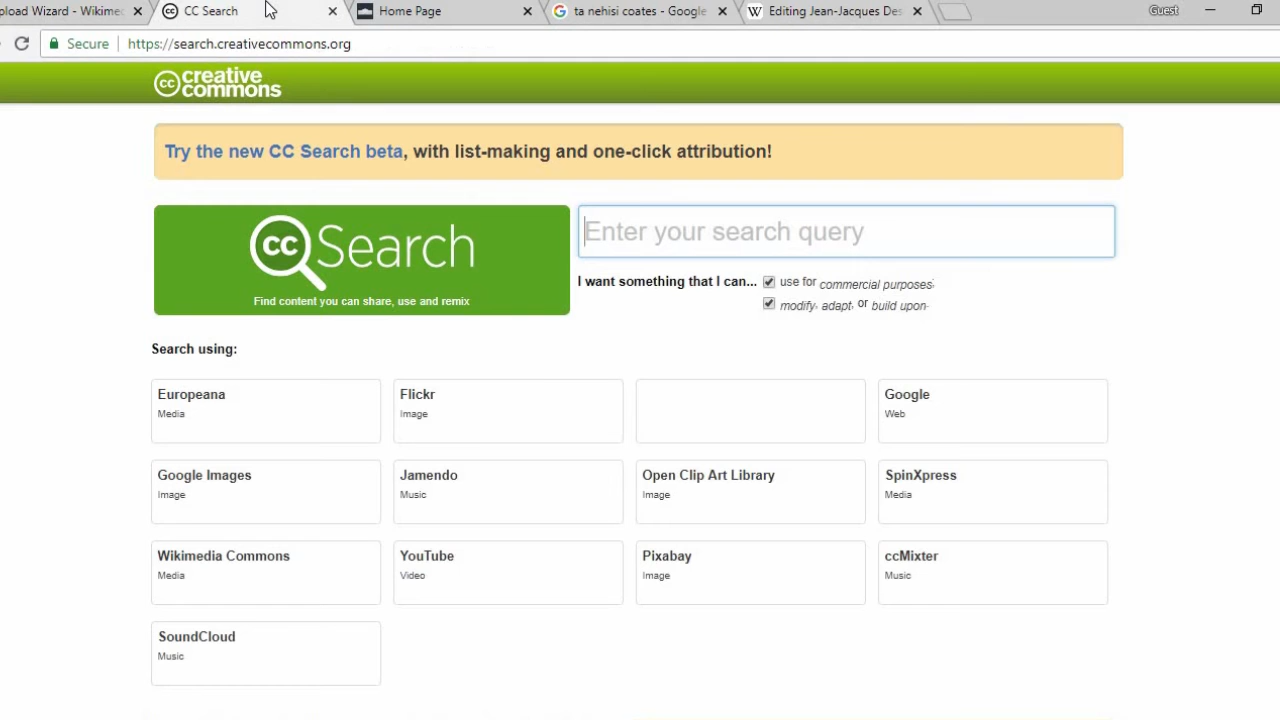 pload Wizard - Wikimec
CC Search
Home Page
ta nehisi coates - Google
Editing Jean-Jacques Des
Guest
Secure
https://search.creativecommons.org
cc creative commons
Try the new CC Search beta, with list-making and one-click attribution!
cc Search
Find content you can share, use and remix
Enter your search query
I want something that I can... use for commercial purposes;
modify, adapt, or build upon.
Search using:
Europeana
Media
Flickr
Image
Google
Web
Google Images
Image
Jamendo
Music
Open Clip Art Library
Image
SpinXpress
Media
Wikimedia Commons
Media
YouTube
Video
Pixabay
Image
ccMixter
Music
SoundCloud
Music